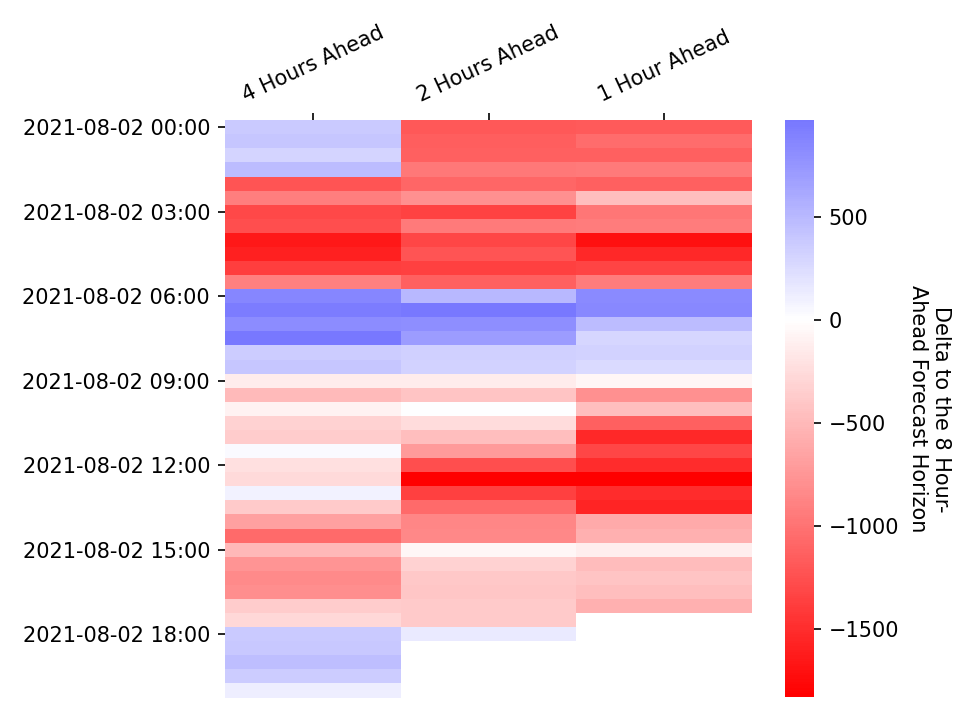 4 Hours Ahead
2 Hours Ahead
1 Hour Ahead
2021-08-02 00:00
2021-08-02 03:00
2021-08-02 06:00
2021-08-02 09:00
2021-08-02 12:00
2021-08-02 15:00
2021-08-02 18:00
500
0
−500
−1000
−1500
Delta to the 8 Hour-
Ahead Forecast Horizon